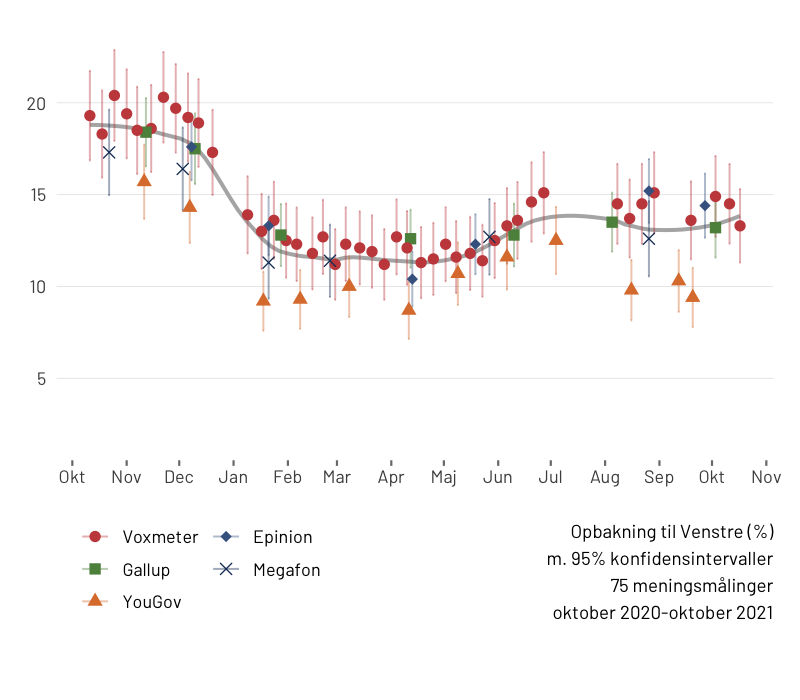 20
15
10
5
Okt Nov Dec Jan Feb Mar Apr Maj Jun Jul Aug Sep Okt Nov
Voxmeter Epinion
Gallup Megafon
YouGov
Opbakning til Venstre (%)
m. 95% konfidensintervaller
75 meningsmålinger
oktober 2020-oktober 2021